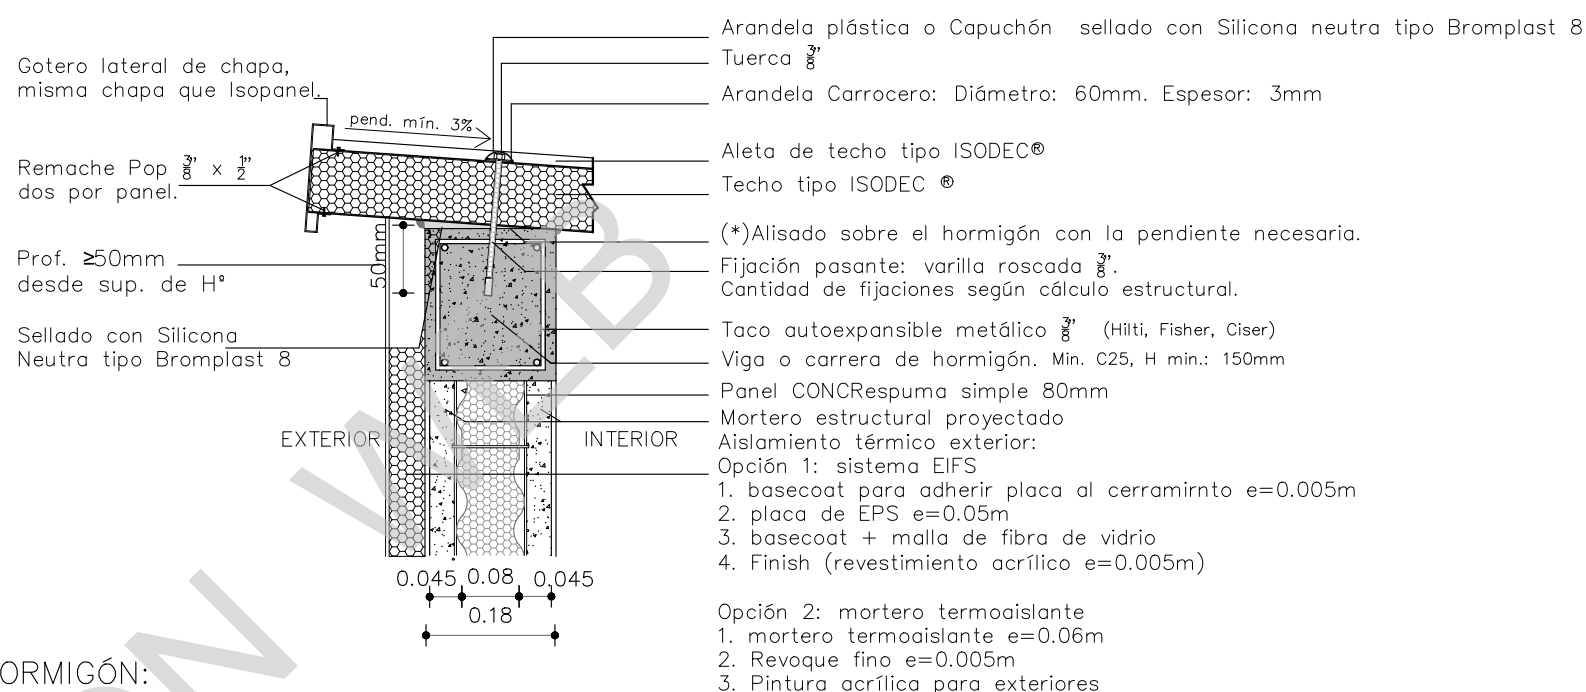 Gotero lateral de chapa,
misma chapa que Isopanel.
pend. mín. 3%
Remache Pop 3/8" x 1/2"
dos por panel.
Prof. ≥50mm
desde sup. de Hº
50mm
Sellado con Silicona
Neutra tipo Bromplast 8
EXTERIOR
INTERIOR
0.045 0.08 0,045
0.18
ORMIGÓN:
Arandela plástica o Capuchón sellado con Silicona neutra tipo Bromplast 8
Tuerca 3/8"
Arandela Carrocero: Diámetro: 60mm. Espesor: 3mm
Aleta de techo tipo ISODEC®
Techo tipo ISODEC ®
(*)Alisado sobre el hormigón con la pendiente necesaria.
Fijación pasante: varilla roscada 3/8".
Cantidad de fijaciones según cálculo estructural.
Taco autoexpansible metálico 3/8" (Hilti, Fisher, Ciser)
Viga o carrera de hormigón. Min. C25, H min.: 150mm
Panel CONCRespuma simple 80mm
Mortero estructural proyectado
Aislamiento térmico exterior:
Opción 1: sistema EIFS
1. basecoat para adherir placa al cerramirnto e=0.005m
2. placa de EPS e=0.05m
3. basecoat + malla de fibra de vidrio
4. Finish (revestimiento acrílico e=0.005m)
Opción 2: mortero termoaislante
1. mortero termoaislante e=0.06m
2. Revoque fino e=0.005m
3. Pintura acrílica para exteriores
ON WEB